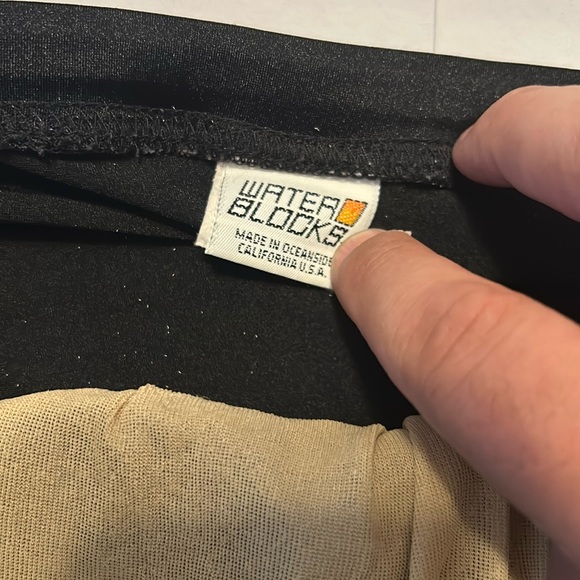 WATER
BLOCKS
MADE IN OCEANSIDE
CALIFORNIA U.S.A.